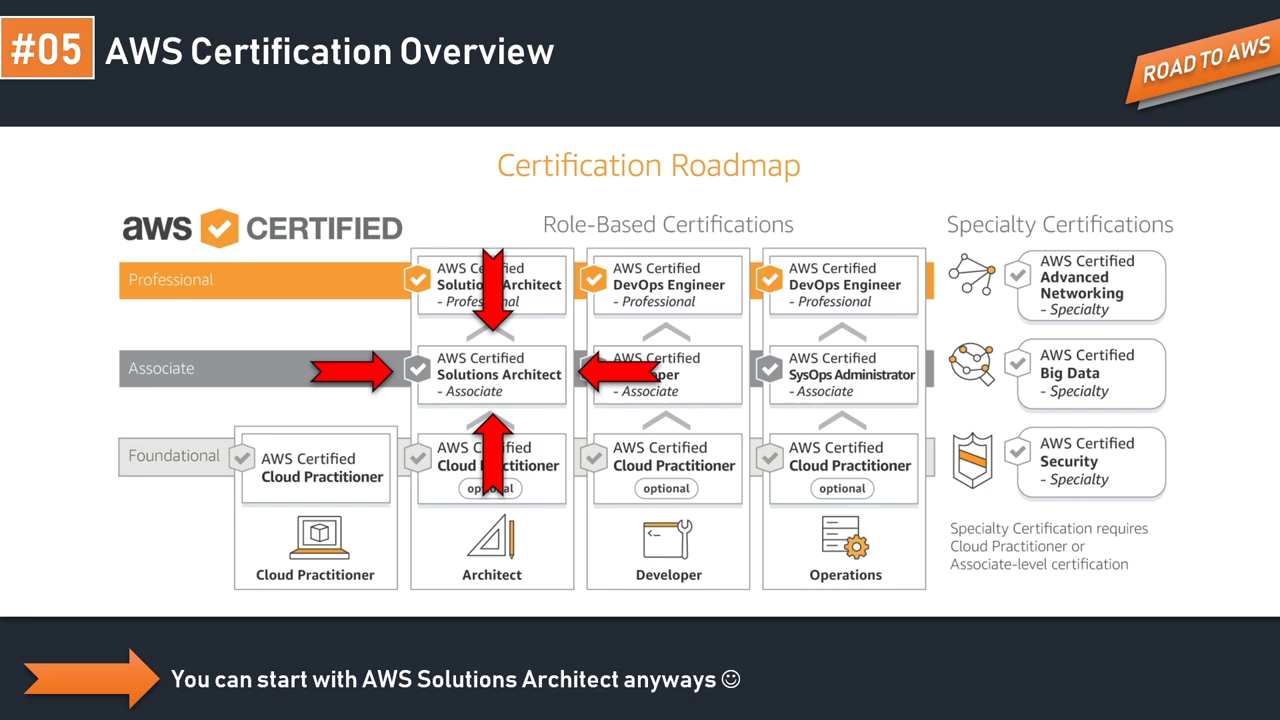 #05 AWS Certification Overview
ROAD TO AWS
Certification Roadmap
aws CERTIFIED
Role-Based Certifications
Specialty Certifications
Professional
AWS Certified
Solutions Architect
- Professional
AWS Certified
DevOps Engineer
- Professional
AWS Certified
DevOps Engineer
- Professional
AWS Certified
Advanced
Networking
- Specialty
Associate
AWS Certified
Solutions Architect
- Associate
AWS Certified
- Associate
AWS Certified
SysOps Administrator
- Associate
AWS Certified
Big Data
- Specialty
Foundational
AWS Certified
Cloud Practitioner
AWS Certified
Cloud Practitioner
optional
AWS Certified
Cloud Practitioner
optional
AWS Certified
Cloud Practitioner
optional
AWS Certified
Security
- Specialty
Cloud Practitioner
Architect
Developer
Operations
Specialty Certification requires
Cloud Practitioner or
Associate-level certification
You can start with AWS Solutions Architect anyways ☺